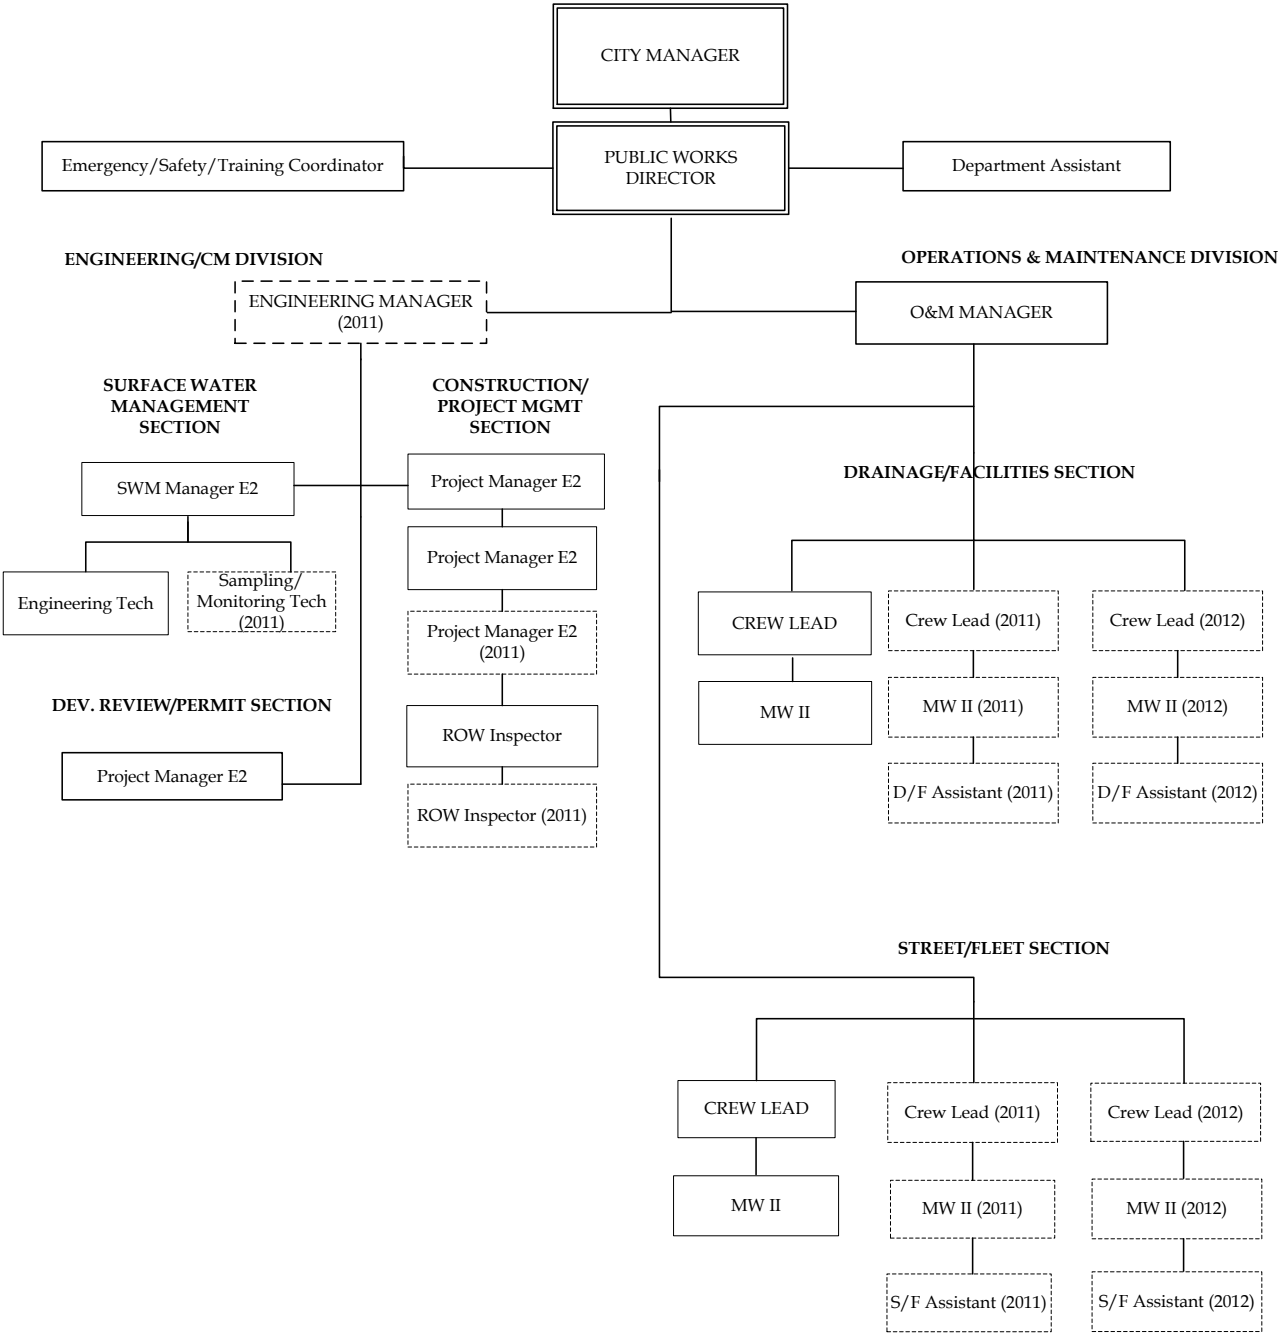 CITY MANAGER
Emergency/Safety/Training Coordinator
PUBLIC WORKS
DIRECTOR
Department Assistant
ENGINEERING/CM DIVISION
OPERATIONS & MAINTENANCE DIVISION
ENGINEERING MANAGER
(2011)
O&M MANAGER
SURFACE WATER
MANAGEMENT
SECTION
CONSTRUCTION/
PROJECT MGMT
SECTION
SWM Manager E2
Engineering Tech
Sampling/
Monitoring Tech
(2011)
Project Manager E2
Project Manager E2
Project Manager E2
(2011)
ROW Inspector
ROW Inspector (2011)
DEV. REVIEW/PERMIT SECTION
Project Manager E2
DRAINAGE/FACILITIES SECTION
CREW LEAD
MW II
Crew Lead (2011)
MW II (2011)
D/F Assistant (2011)
Crew Lead (2012)
MW II (2012)
D/F Assistant (2012)
STREET/FLEET SECTION
CREW LEAD
MW II
Crew Lead (2011)
MW II (2011)
S/F Assistant (2011)
Crew Lead (2012)
MW II (2012)
S/F Assistant (2012)